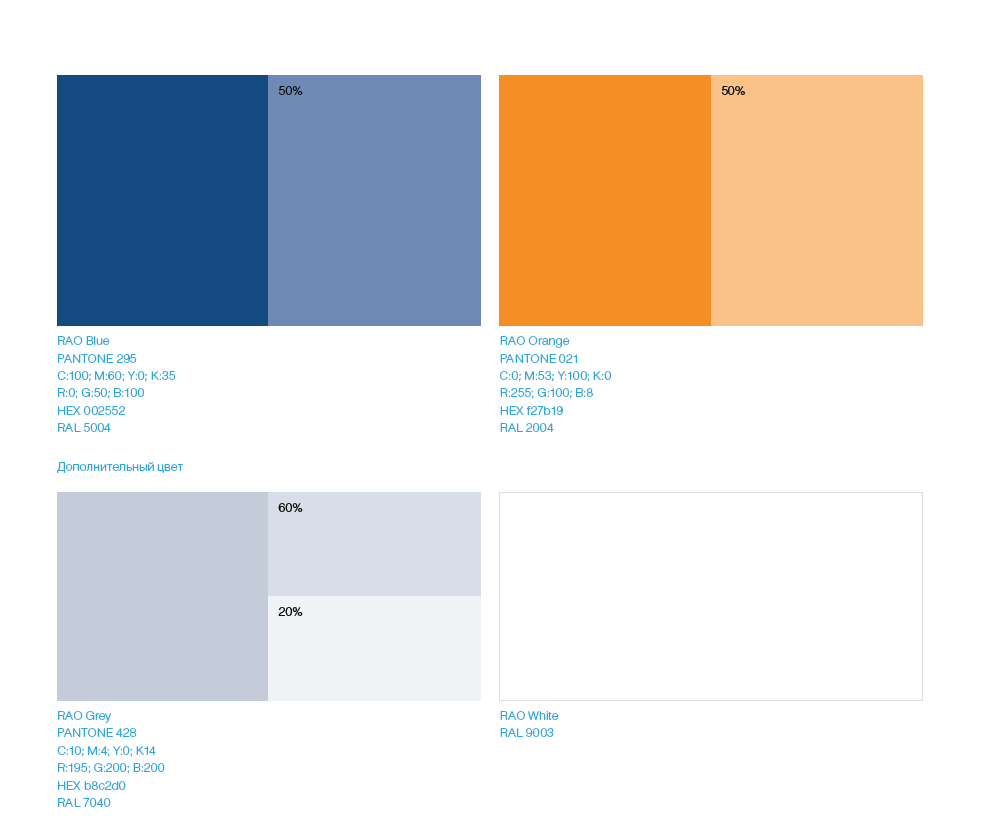 50%
50%
RAO Blue
PANTONE 295
C:100; M:60; Y:0; K:35
R:0; G:50; B:100
HEX 002552
RAL 5004
RAO Orange
PANTONE 021
C:0; M:53; Y:100; K:0
R:255; G:100; B:8
HEX f27b19
RAL 2004
Дополнительный цвет
60%
20%
RAO Grey
PANTONE 428
C:10; M:4; Y:0; K14
R:195; G:200; B:200
HEX b8c2d0
RAL 7040
RAO White
RAL 9003